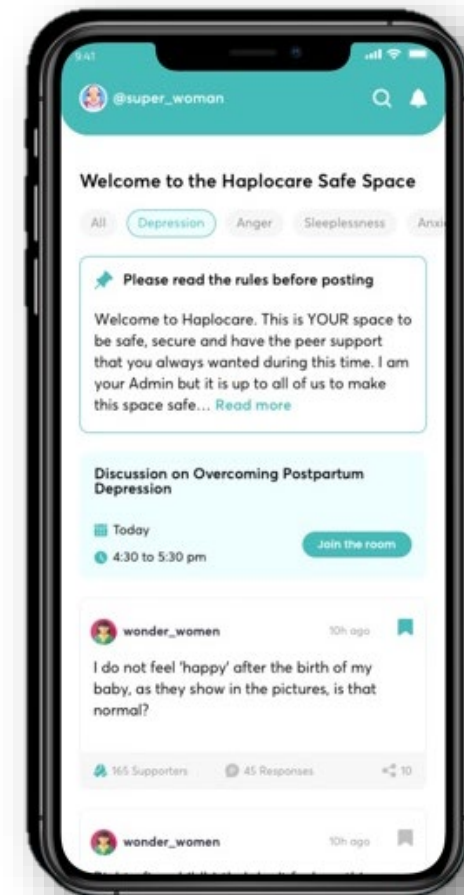 9:41
@super_woman
Welcome to the Haplocare Safe Space
All Depression Anger Sleeplessness Anxi
Please read the rules before posting
Welcome to Haplocare. This is YOUR space to
be safe, secure and have the peer support
that you always wanted during this time. I am
your Admin but it is up to all of us to make
this space safe... Read more
Discussion on Overcoming Postpartum
Depression
Today
4:30 to 5:30 pm
Join the room
wonder_women 10h ago
I do not feel 'happy' after the birth of my
baby, as they show in the pictures, is that
normal?
165 Supporters 45 Responses 10
wonder_women 10h ago